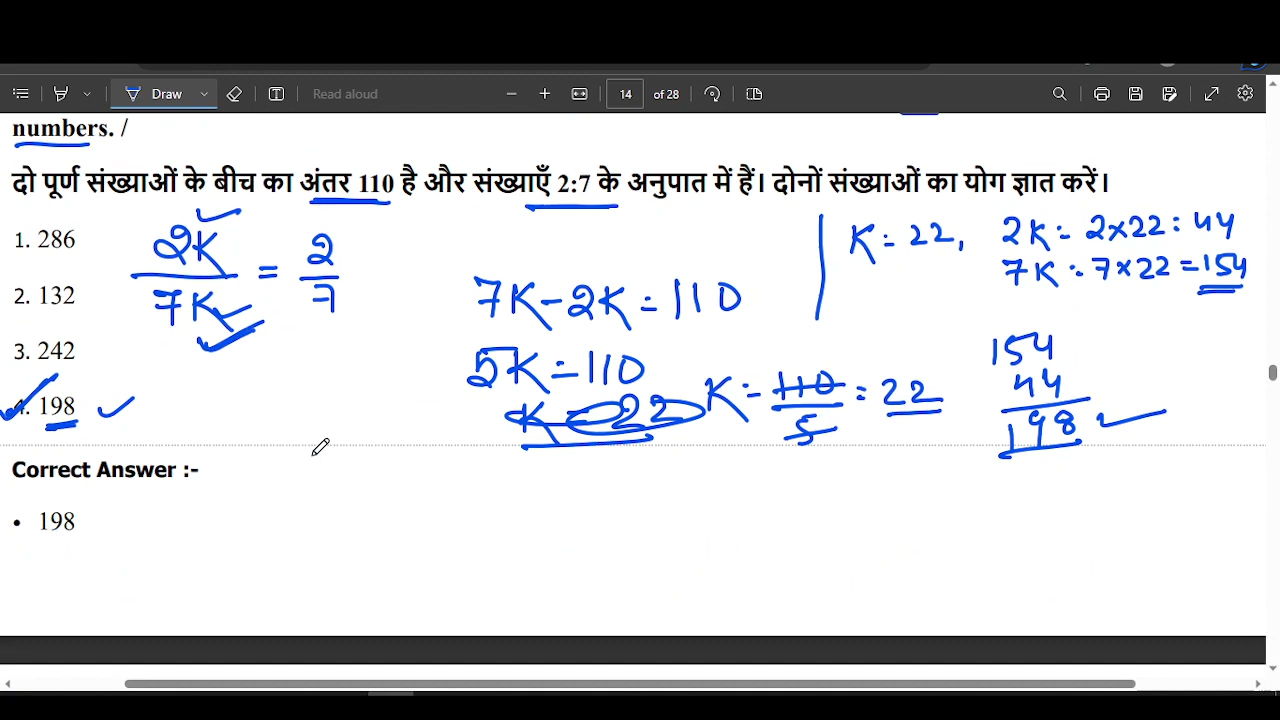 Draw
Read aloud
14 of 28
numbers. /
दो पूर्ण संख्याओं के बीच का अंतर 110 है और संख्याएँ 2:7 के अनुपात में हैं। दोनों संख्याओं का योग ज्ञात करें।
1. 286
2. 132
3. 242
4. 198
2K/7K = 2/7
7K - 2K = 110
5K = 110
K = 22
K = 110/5 = 22
K = 22,
2K = 2×22 = 44
7K = 7×22 = 154
154
44
198
Correct Answer :-
• 198